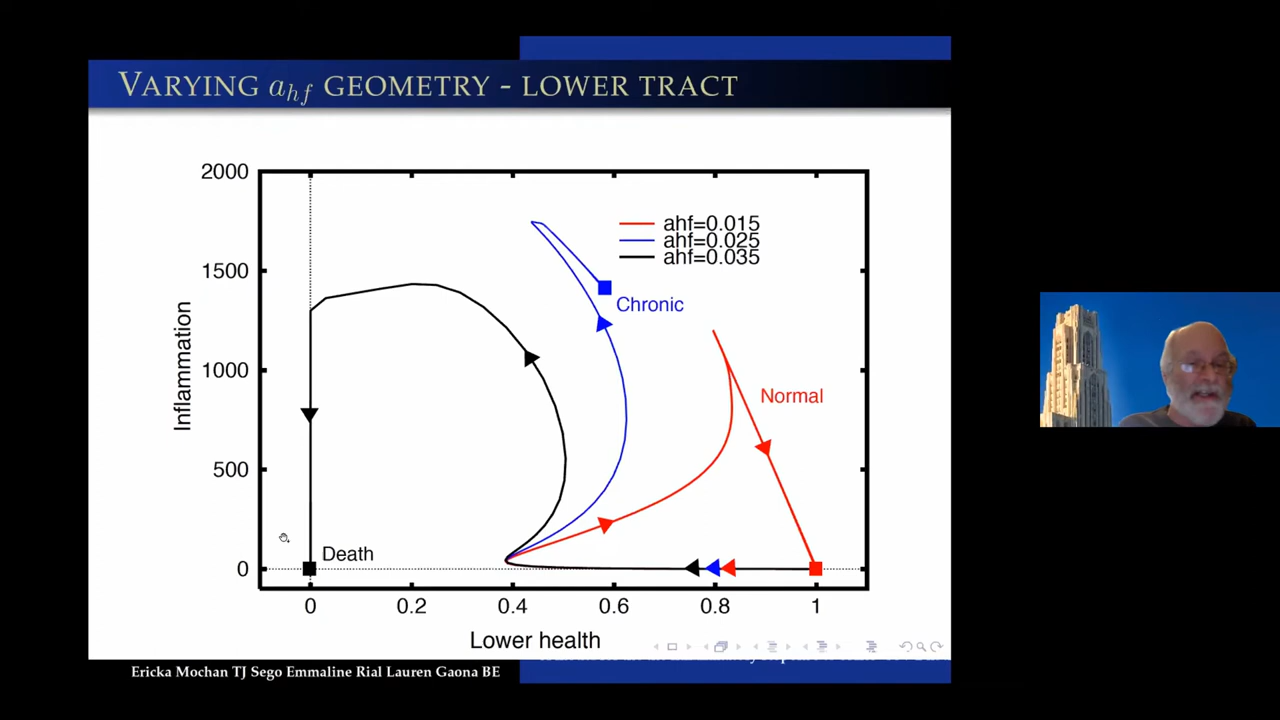 VARYING a_hf GEOMETRY - LOWER TRACT
2000
1500
1000
500
0
Inflammation
ahf=0.015
ahf=0.025
ahf=0.035
Chronic
Normal
Death
0 0.2 0.4 0.6 0.8 1
Lower health
Ericka Mochan TJ Sego Emmaline Rial Lauren Gaona BE